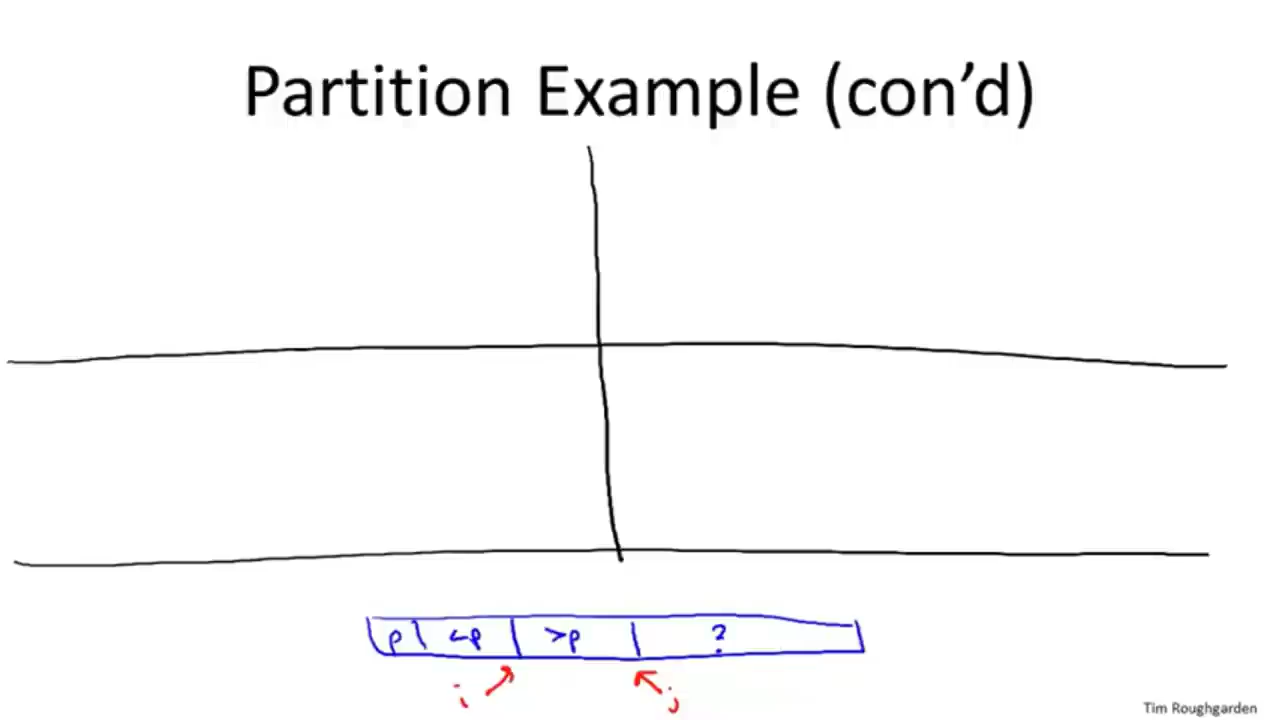 Partition Example (con’d)
p <p >p ?
i j
Tim Roughgarden